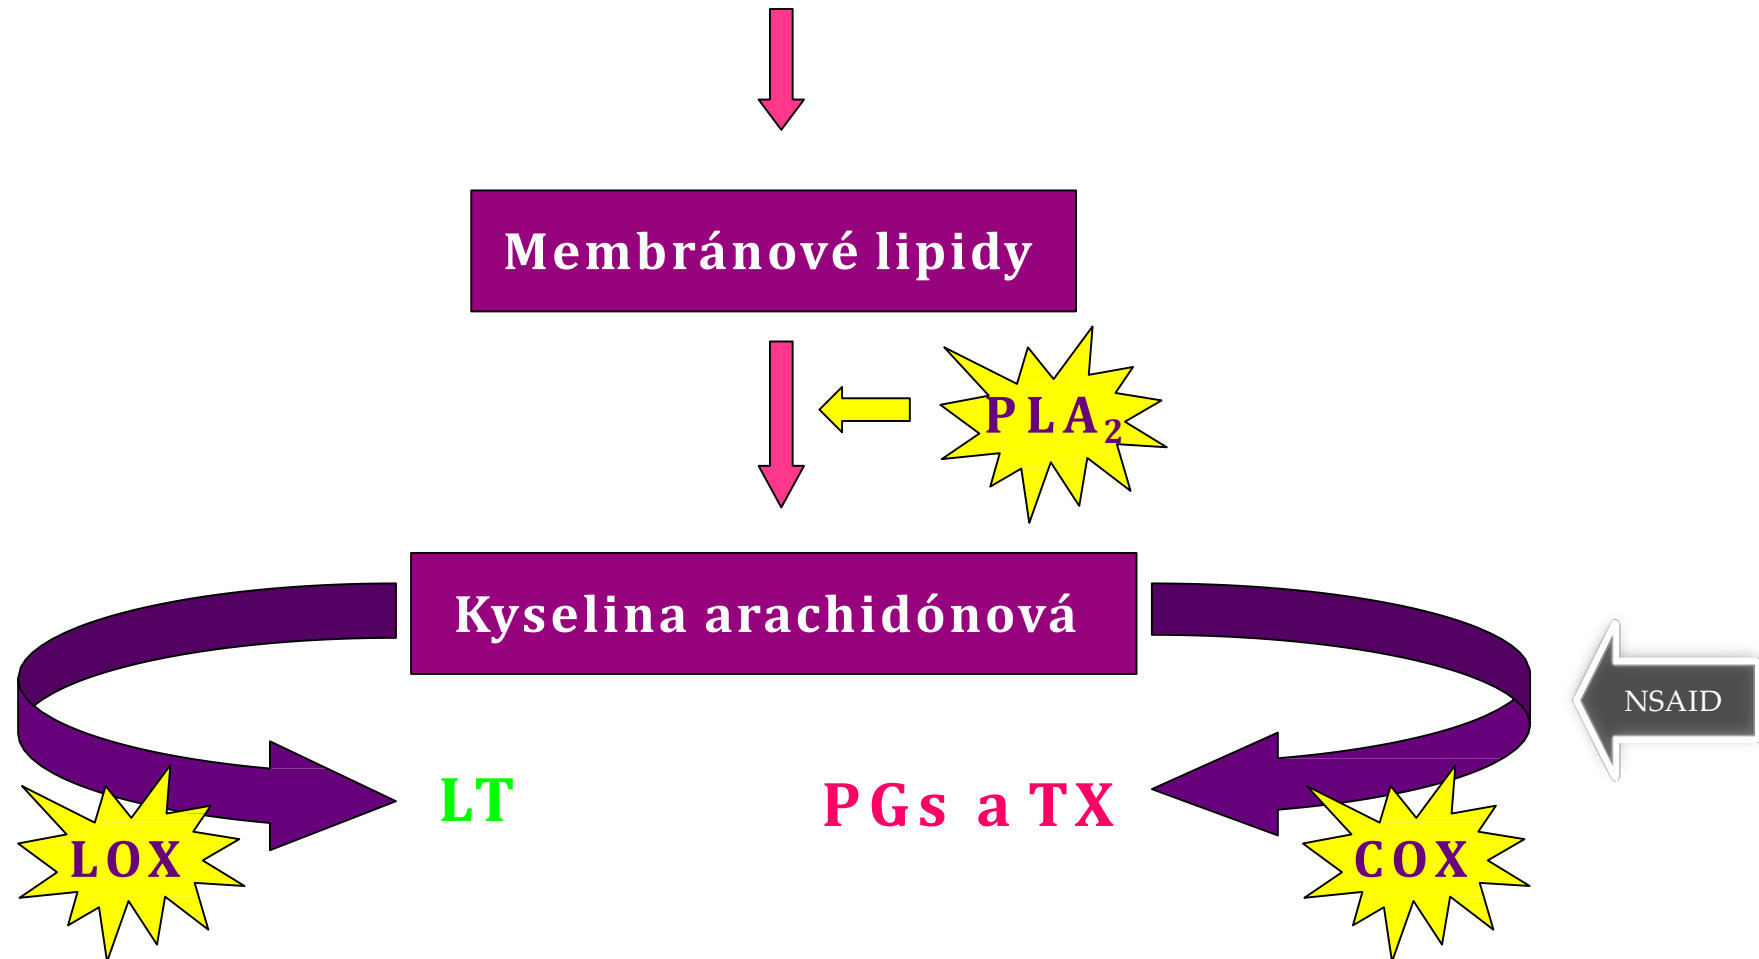 Membránové lipidy
PLA₂
Kyselina arachidónová
NSAID
LT
PGs a TX
LOX
COX